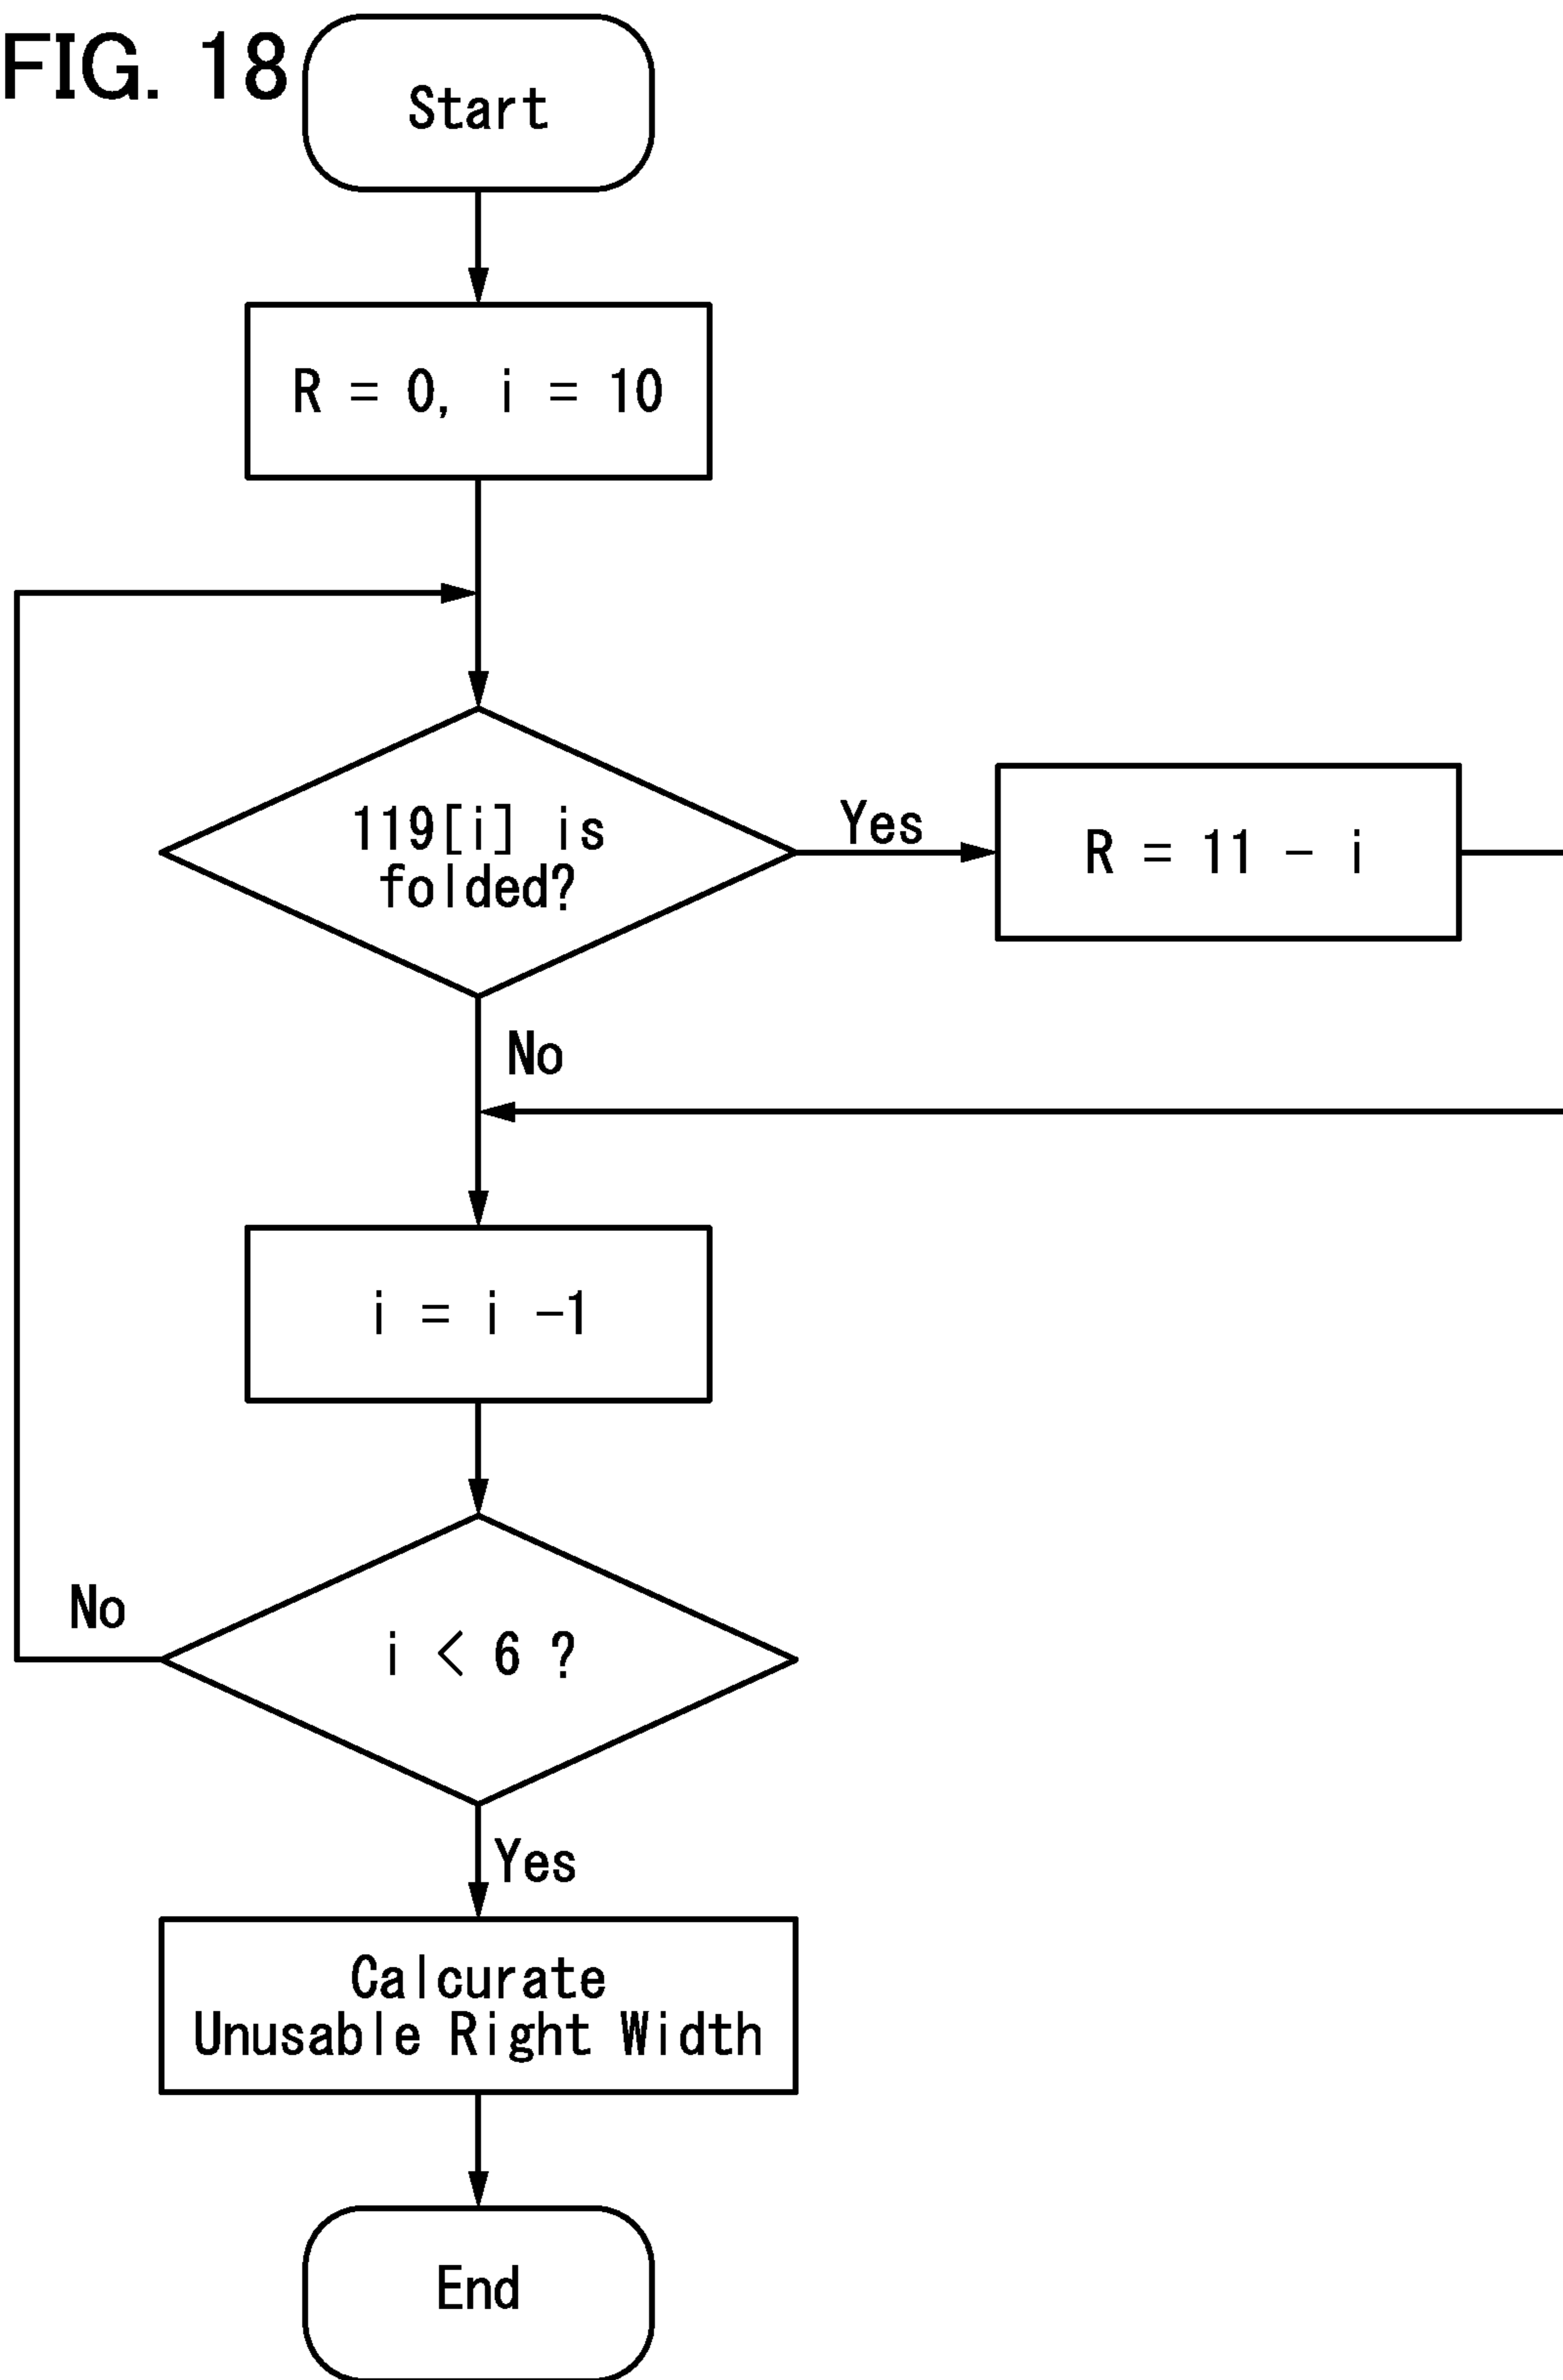 FIG. 18
Start
R = 0, i = 10
119[i] is
folded?
Yes
R = 11 - i
No
i = i -1
i < 6 ?
No
Yes
Calcurate
Unusable Right Width
End